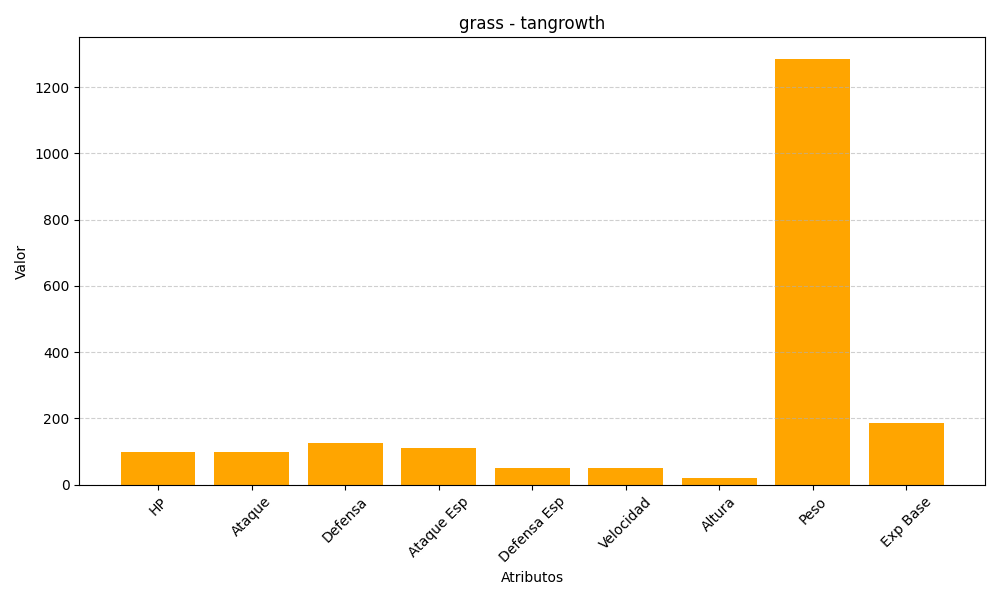 grass - tangrowth
Valor
1200
1000
800
600
400
200
0
HP
Ataque
Defensa
Ataque Esp
Defensa Esp
Velocidad
Altura
Peso
Exp Base
Atributos